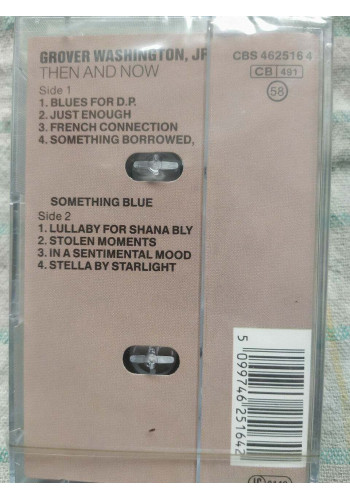 GROVER WASHINGTON, JR
CBS 462516 4
THEN AND NOW
CB 491
58
Side 1
1. BLUES FOR D.P.
2. JUST ENOUGH
3. FRENCH CONNECTION
4. SOMETHING BORROWED,
SOMETHING BLUE
Side 2
1. LULLABY FOR SHANA BLY
2. STOLEN MOMENTS
3. IN A SENTIMENTAL MOOD
4. STELLA BY STARLIGHT
5 099746 251642